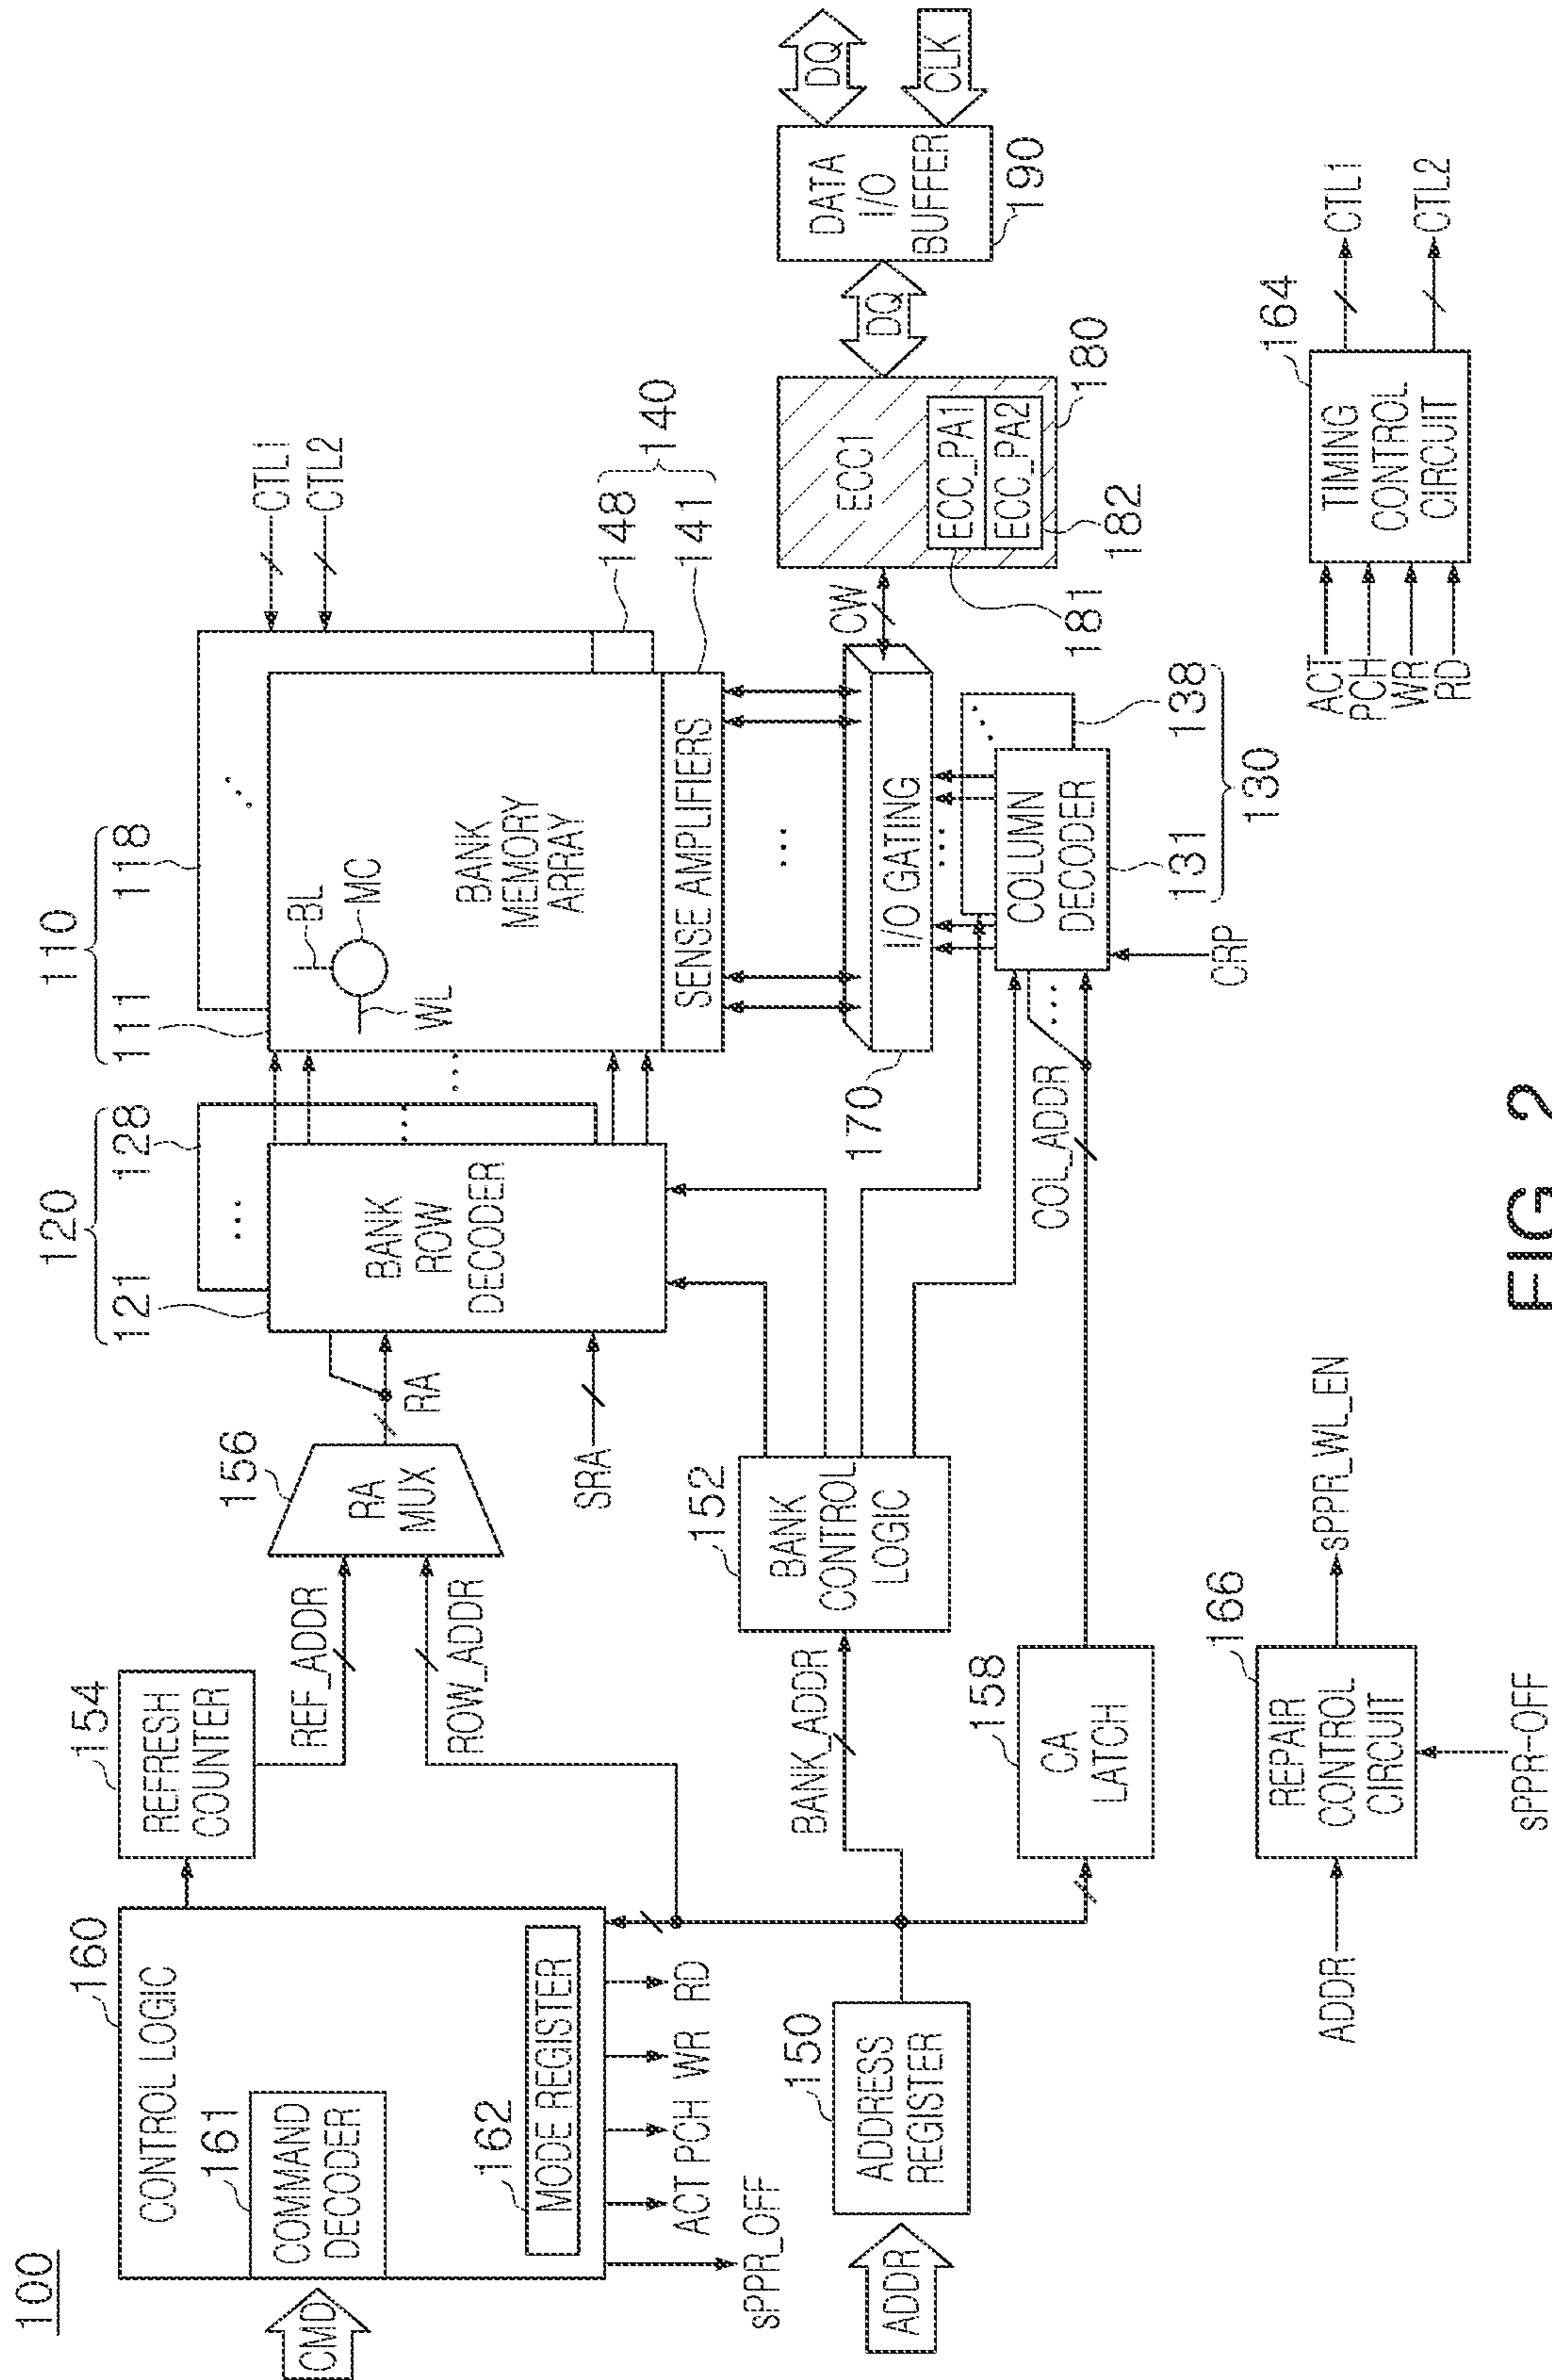 100
160
CONTROL LOGIC
161
COMMAND
DECODER
CMD
162
MODE REGISTER
ACT PCH WR RD
sPPR_OFF
154
REFRESH
COUNTER
REF_ADDR
ROW_ADDR
156
RA
MUX
RA
SRA
120
121 128
...
BANK
ROW
DECODER
110
111 118
BL
MC
WL
BANK
MEMORY
ARRAY
SENSE AMPLIFIERS
CTL1
CTL2
148
141
140
ADDR
150
ADDRESS
REGISTER
BANK_ADDR
152
BANK
CONTROL
LOGIC
158
CA
LATCH
COL_ADDR
170
I/O GATING
COLUMN
DECODER
CRP
131 138
130
CW
ECC1
ECC_PA1
ECC_PA2
181
182
180
DQ
DATA
I/O
BUFFER
190
DQ
CLK
ADDR
166
REPAIR
CONTROL
CIRCUIT
sPPR_WL_EN
sPPR-OFF
ACT
PCH
WR
RD
164
TIMING
CONTROL
CIRCUIT
CTL1
CTL2
FIG. 2